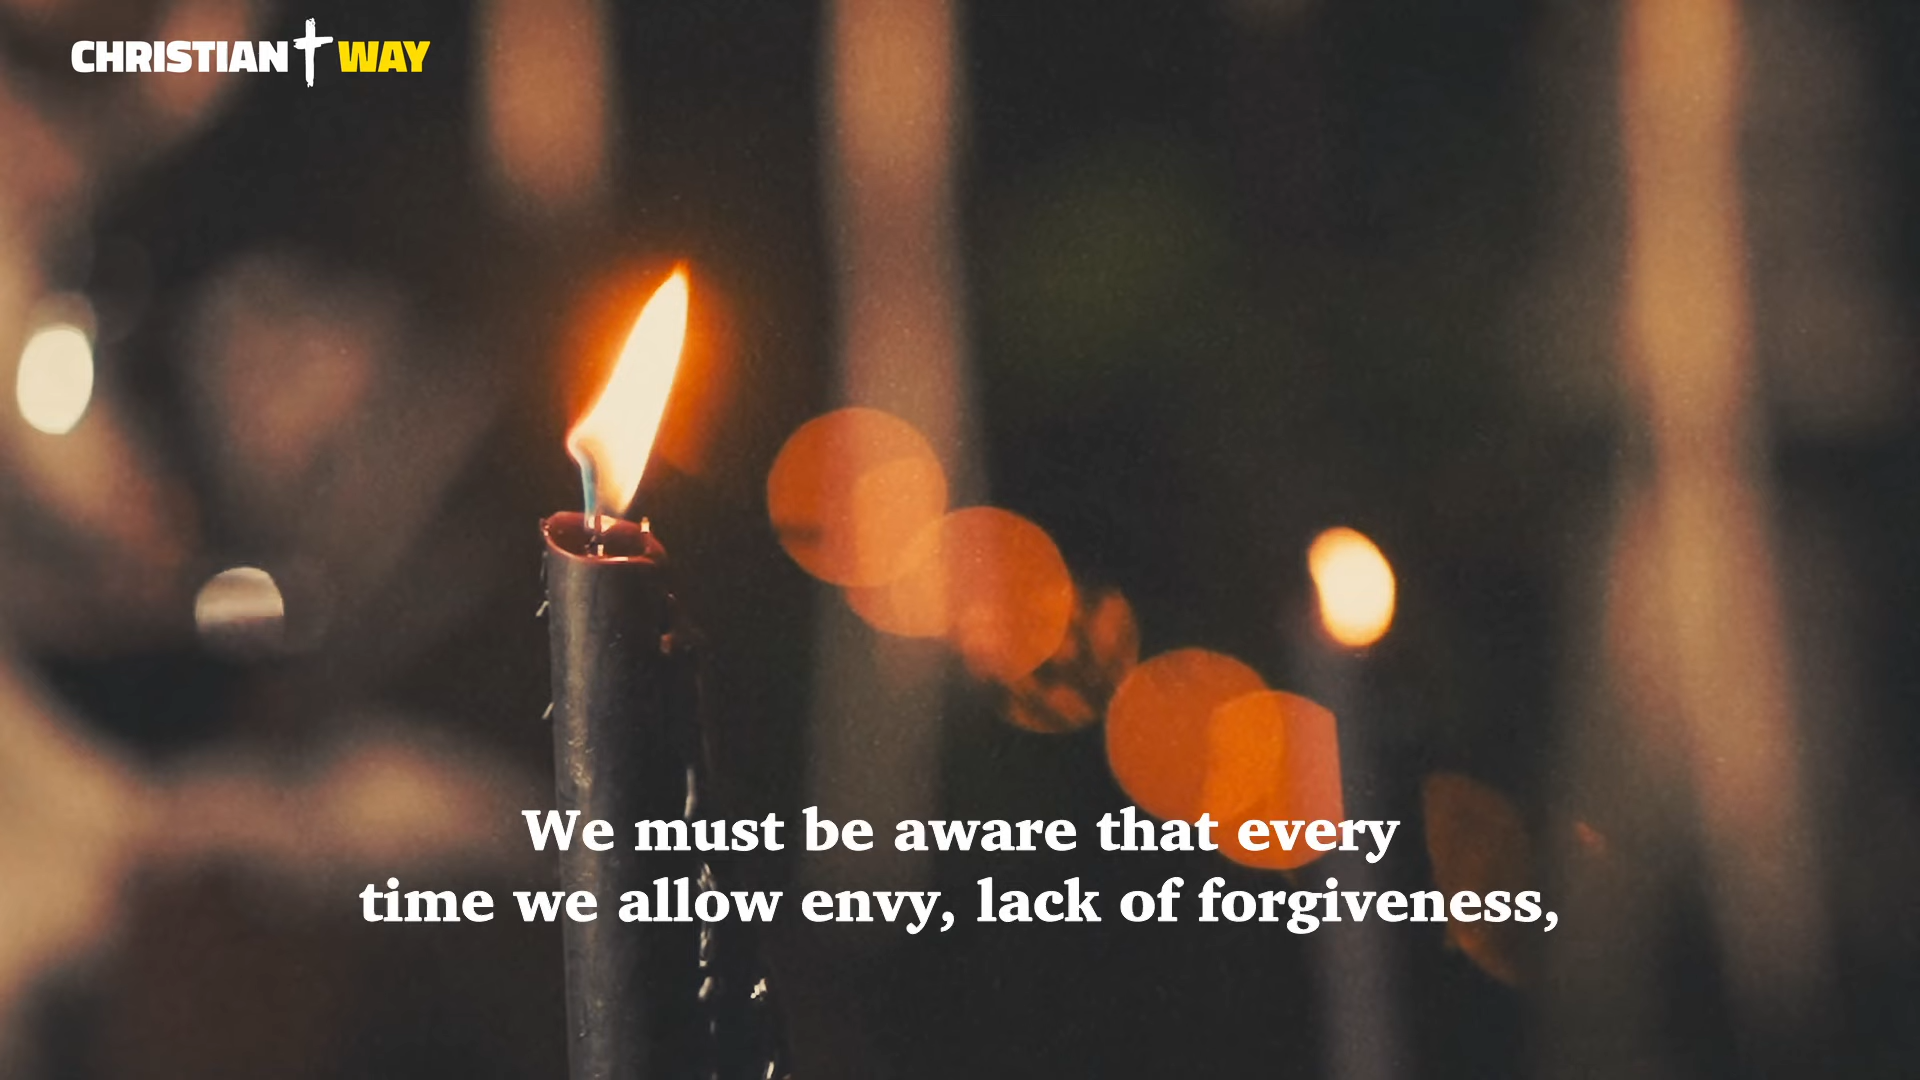 CHRISTIAN WAY
We must be aware that every
time we allow envy, lack of forgiveness,